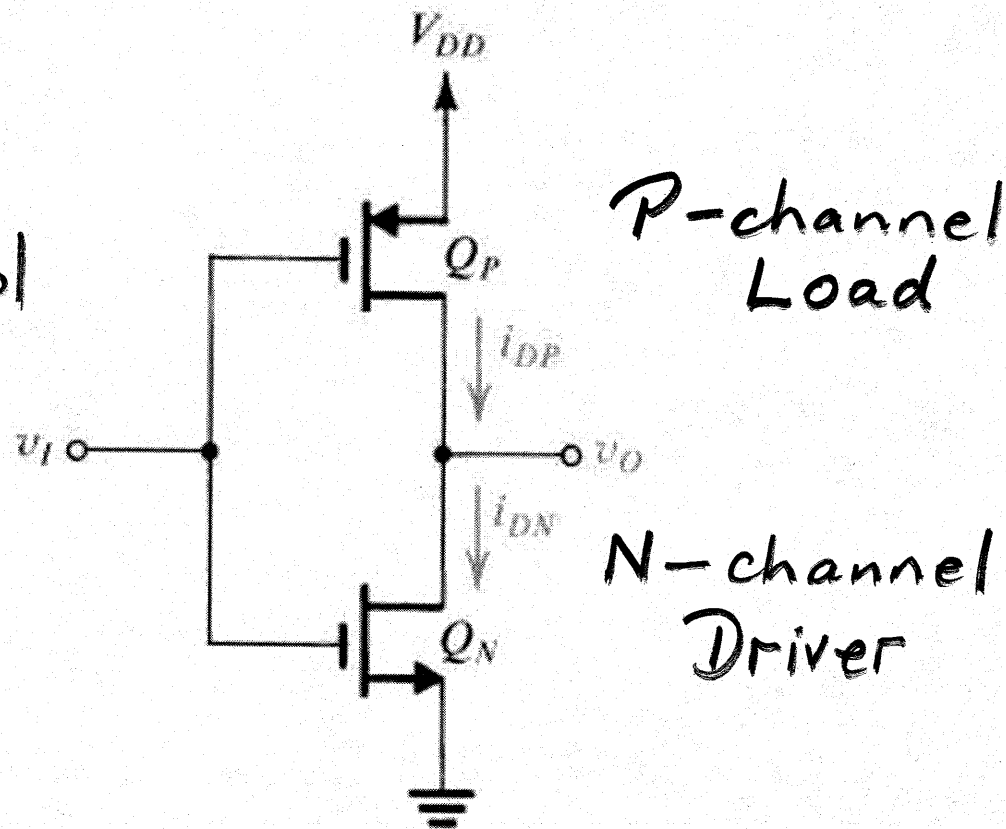 V_DD
P-channel
Load
Q_P
i_DP
v_I
v_O
i_DN
N-channel
Driver
Q_N